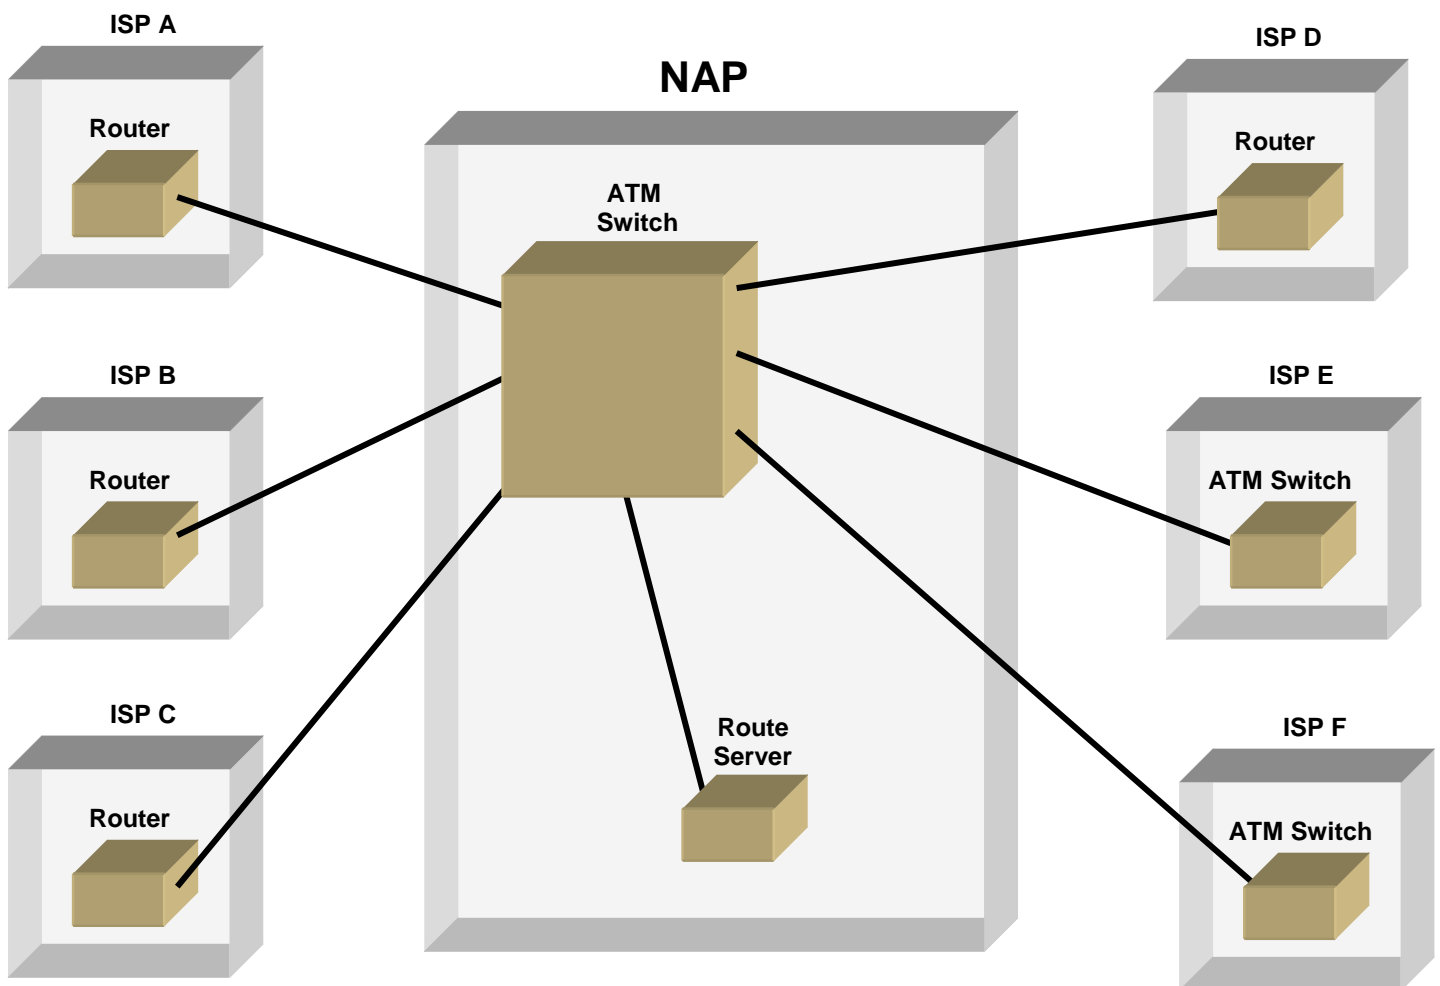 ISP A
Router
ISP B
Router
ISP C
Router
NAP
ATM
Switch
Route
Server
ISP D
Router
ISP E
ATM Switch
ISP F
ATM Switch